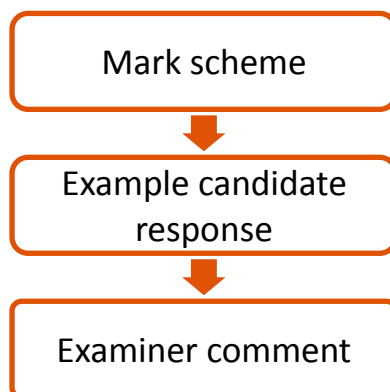 Mark scheme
Example candidate
response
Examiner comment